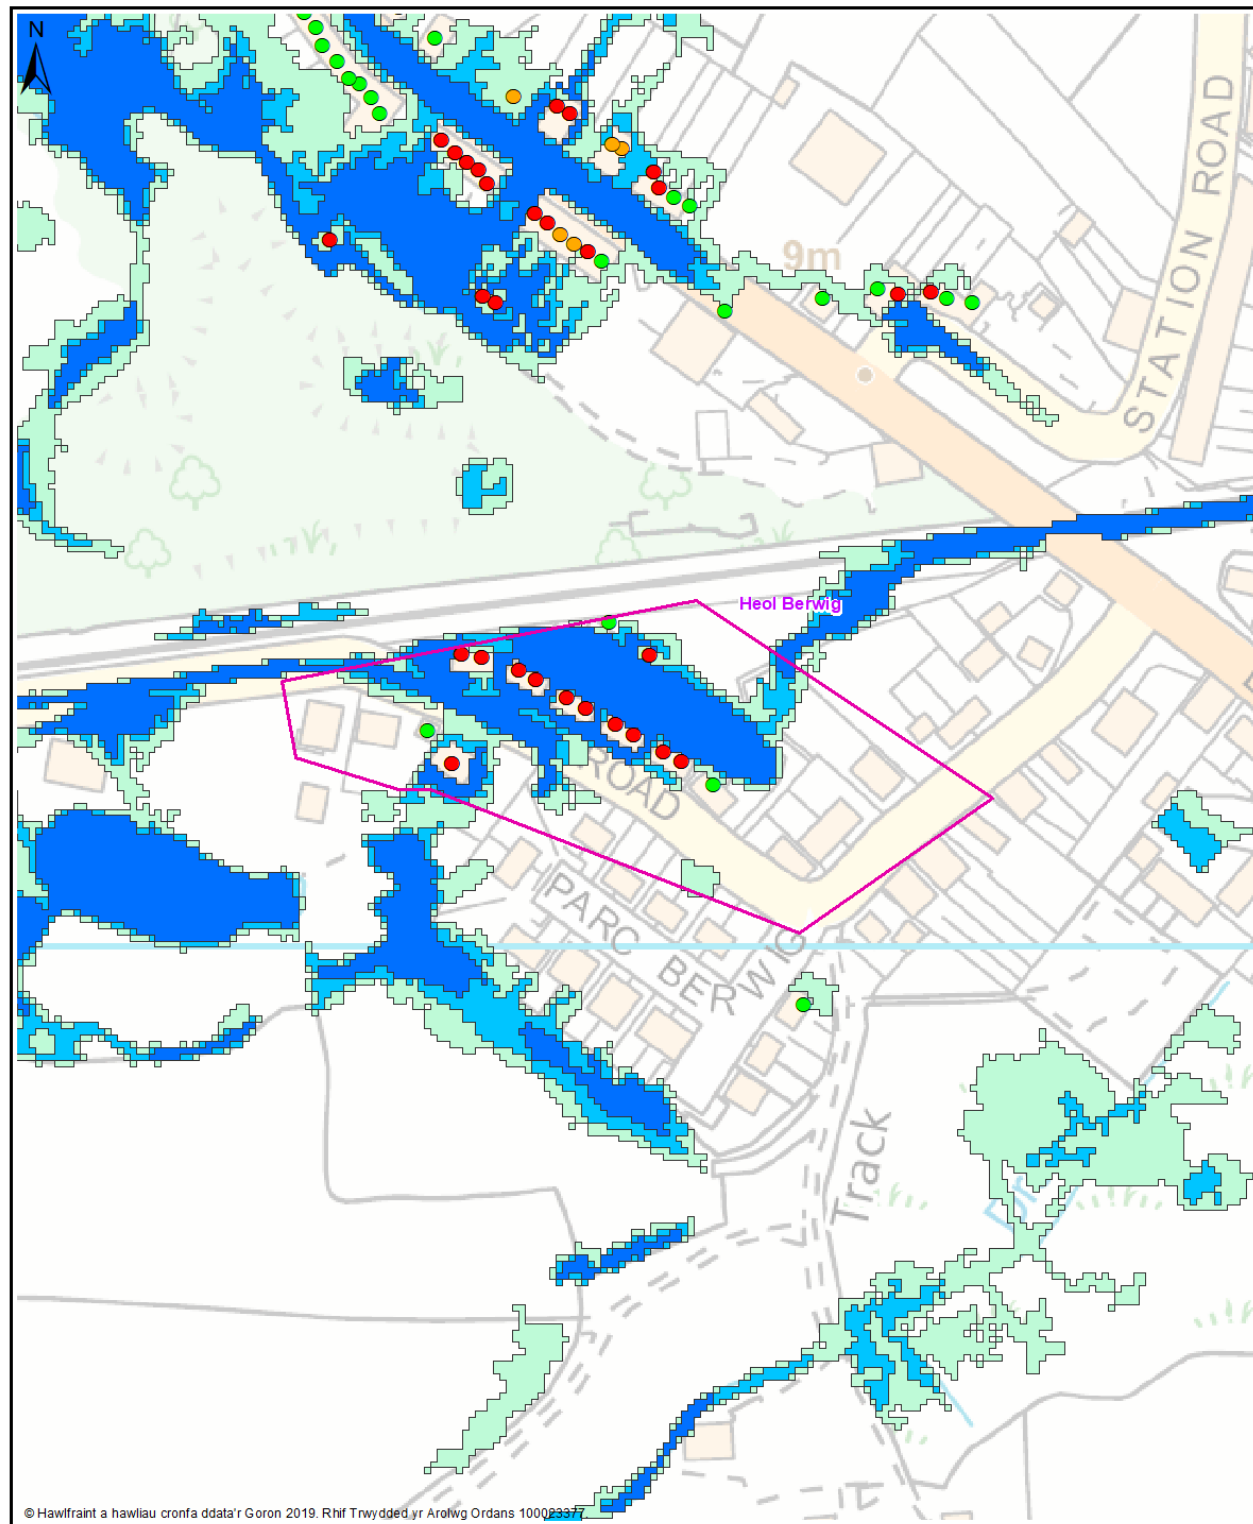 N
STATION ROAD
9m
Heol Berwig
ROAD
PARC BERWIG
Track
Dr
© Hawlfraint a hawliau cronfa ddata'r Goron 2019. Rhif Trwydded yr Arolwg Ordans 100023377.